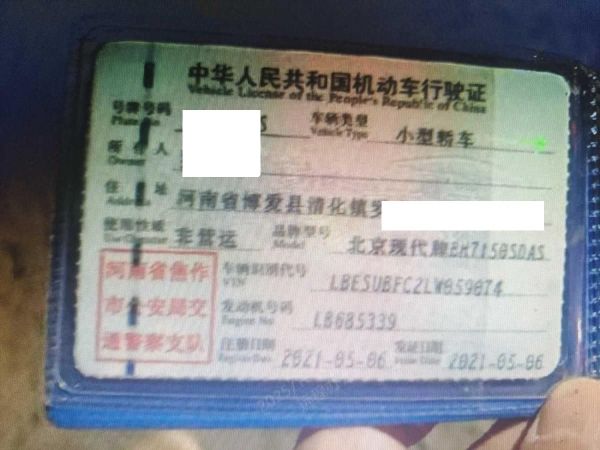 中华人民共和国机动车行驶证
Vehicle License of the People's Republic of China
号牌号码 S 车辆类型 小型轿车
Plate No. Vehicle Type
所有人
Owner
住址 河南省博爱县清化镇
Address
使用性质 非营运 品牌型号 北京现代牌BH7150SDAS
Use Character Model
车辆识别代号 LBESUBFC2LW059074
VIN
发动机号码 LB685339
Engine No.
注册日期 2021-05-06 发证日期 2021-05-06
Register Date Issue Date
河南省焦作
市公安局交
通警察支队